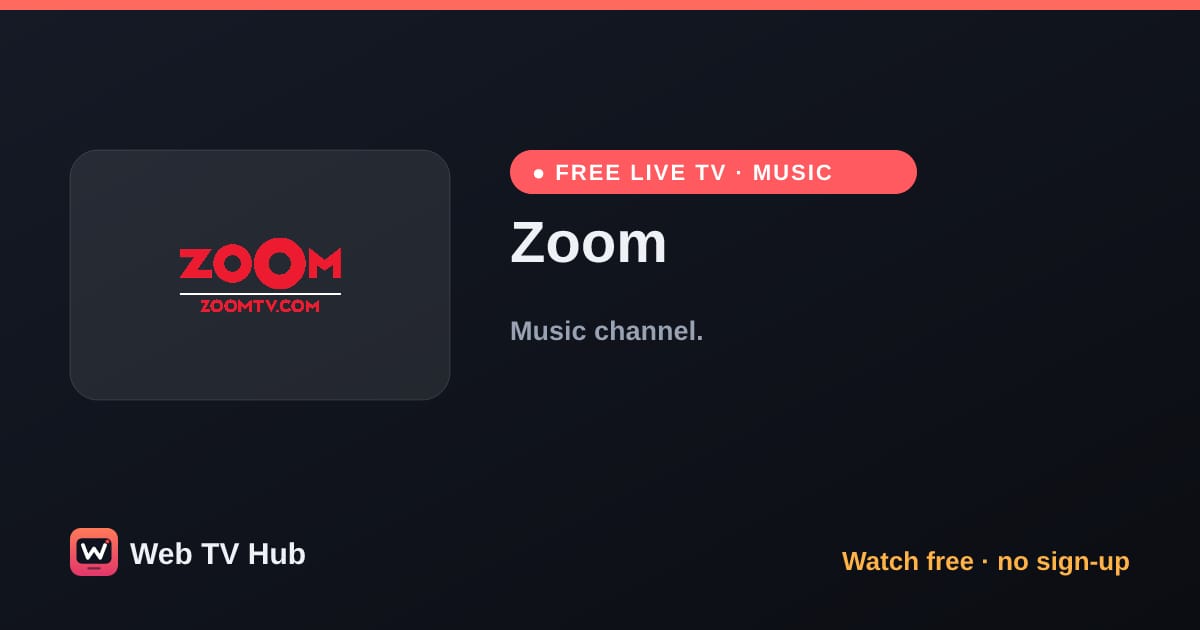 ZOOM
ZOOMTV.COM
• FREE LIVE TV · MUSIC
Zoom
Music channel.
W
Web TV Hub
Watch free · no sign-up